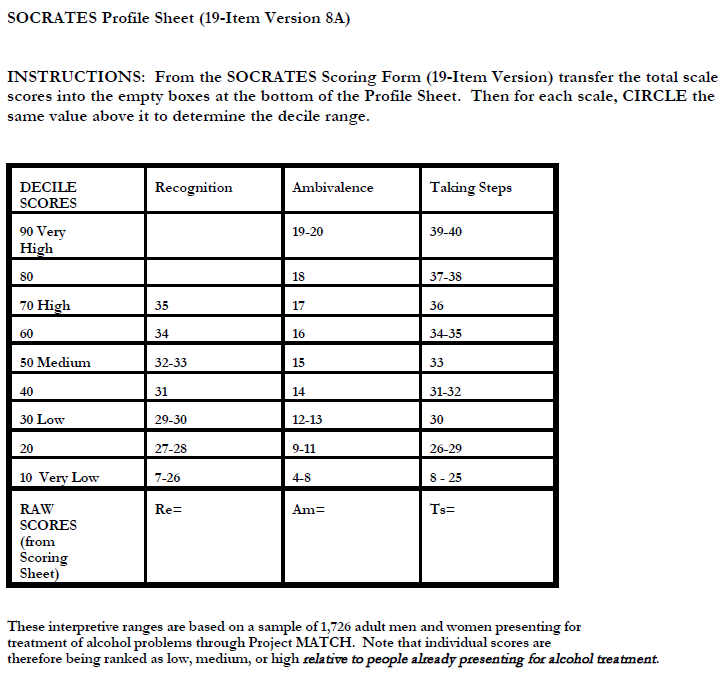 SOCRATES Profile Sheet (19-Item Version 8A)
INSTRUCTIONS:  From the SOCRATES Scoring Form (19-Item Version) transfer the total scale
scores into the empty boxes at the bottom of the Profile Sheet.  Then for each scale, CIRCLE the
same value above it to determine the decile range.
DECILE SCORES Recognition Ambivalence Taking Steps
90 Very High 19-20 39-40
80 18 37-38
70 High 35 17 36
60 34 16 34-35
50 Medium 32-33 15 33
40 31 14 31-32
30 Low 29-30 12-13 30
20 27-28 9-11 26-29
10 Very Low 7-26 4-8 8 - 25
RAW SCORES (from Scoring Sheet) Re= Am= Ts=
These interpretive ranges are based on a sample of 1,726 adult men and women presenting for
treatment of alcohol problems through Project MATCH.  Note that individual scores are
therefore being ranked as low, medium, or high relative to people already presenting for alcohol treatment.